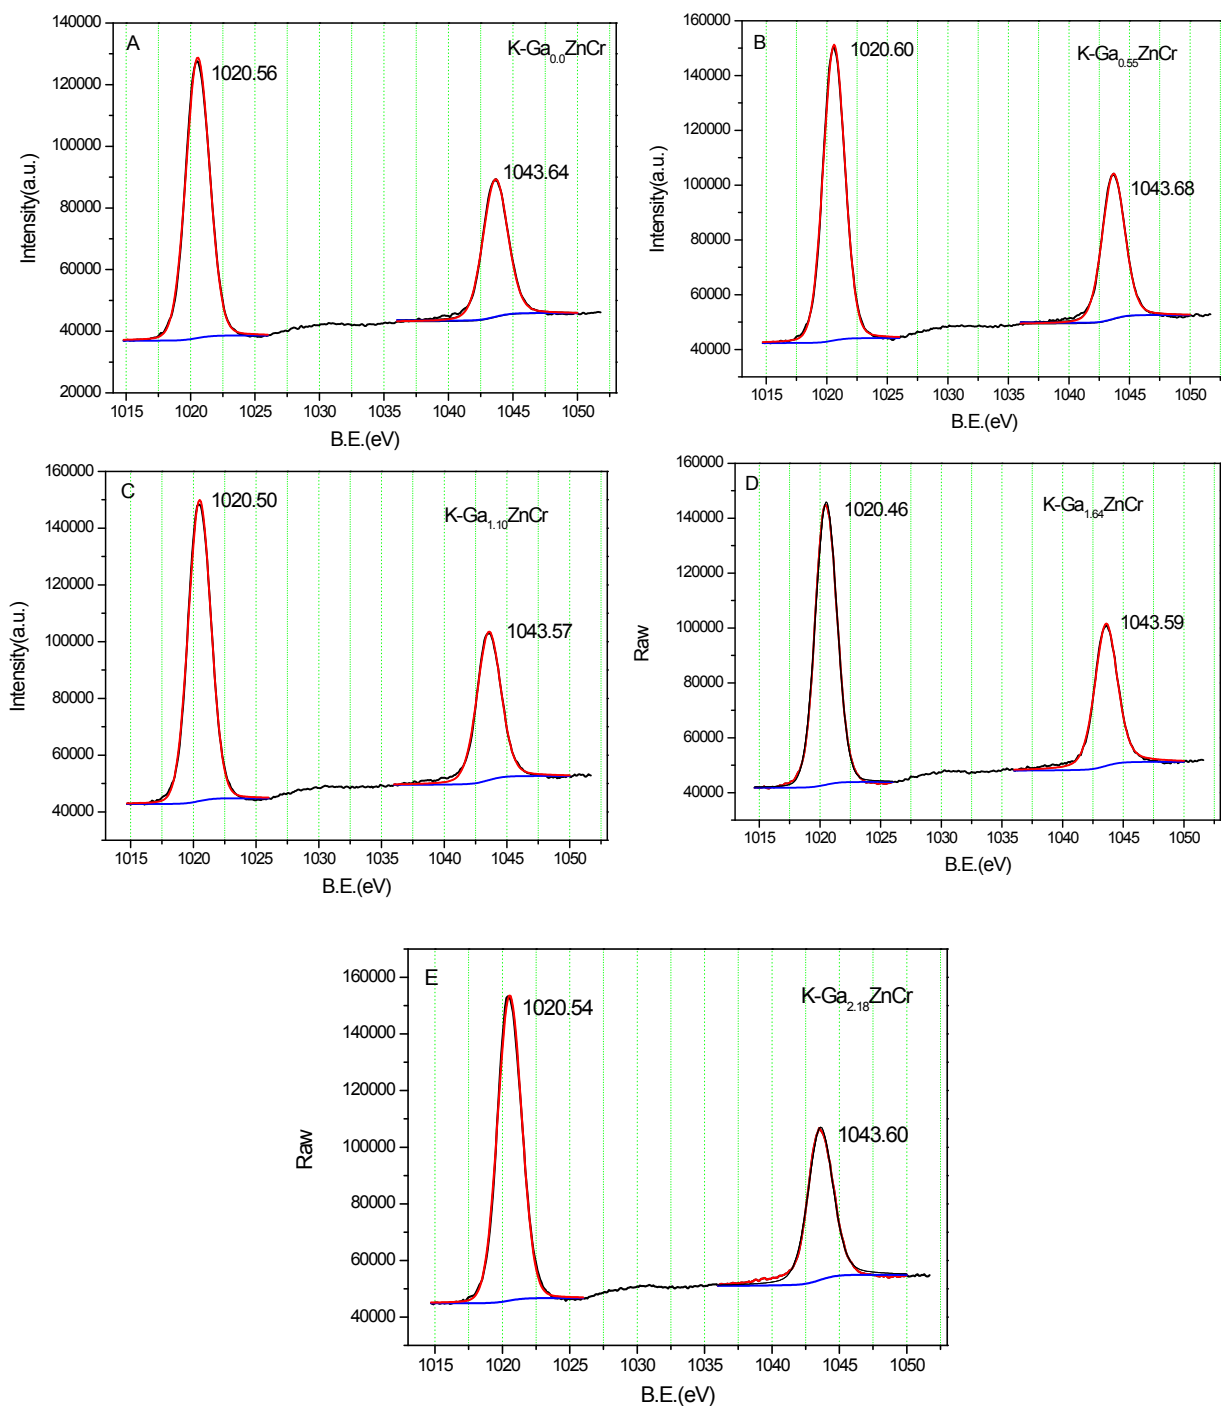 A
K-Ga0.0ZnCr
1020.56
1043.64
140000
120000
100000
80000
60000
40000
20000
Intensity(a.u.)
1015 1020 1025 1030 1035 1040 1045 1050
B.E.(eV)
B
K-Ga0.55ZnCr
1020.60
1043.68
160000
140000
120000
100000
80000
60000
40000
Intensity(a.u.)
1015 1020 1025 1030 1035 1040 1045 1050
B.E.(eV)
C
K-Ga1.10ZnCr
1020.50
1043.57
160000
140000
120000
100000
80000
60000
40000
Intensity(a.u.)
1015 1020 1025 1030 1035 1040 1045 1050
B.E.(eV)
D
K-Ga1.64ZnCr
1020.46
1043.59
160000
140000
120000
100000
80000
60000
40000
Raw
1015 1020 1025 1030 1035 1040 1045 1050
B.E.(eV)
E
K-Ga2.18ZnCr
1020.54
1043.60
160000
140000
120000
100000
80000
60000
40000
Raw
1015 1020 1025 1030 1035 1040 1045 1050
B.E.(eV)